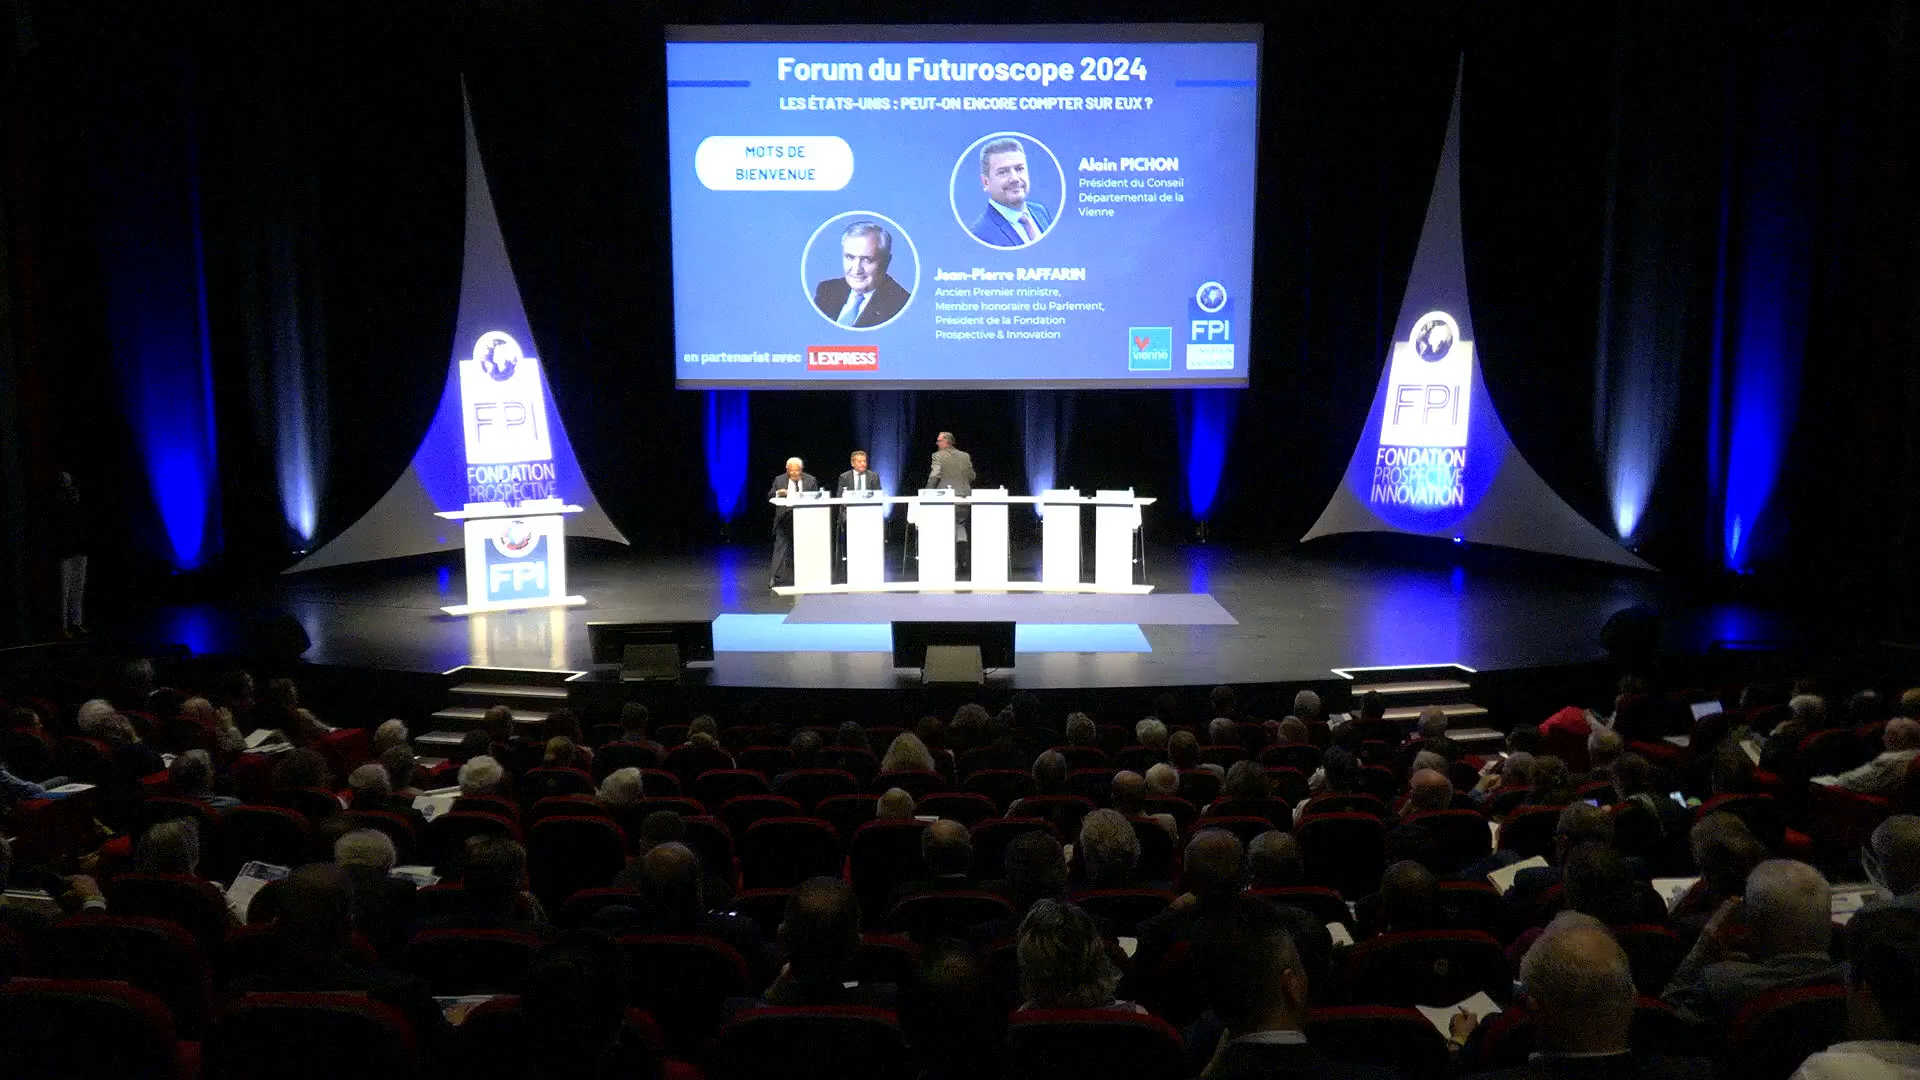 Forum du Futuroscope 2024
LES ÉTATS-UNIS : PEUT-ON ENCORE COMPTER SUR EUX ?
MOTS DE
BIENVENUE
Alain PICHON
Président du Conseil
Départemental de la
Vienne
Jean-Pierre RAFFARIN
Ancien Premier ministre,
Membre honoraire du Parlement,
Président de la Fondation
Prospective & Innovation
en partenariat avec L'EXPRESS
vienne
FPI
FPI
FONDATION
PROSPECTIVE
FPI
FPI
FONDATION
PROSPECTIVE
INNOVATION